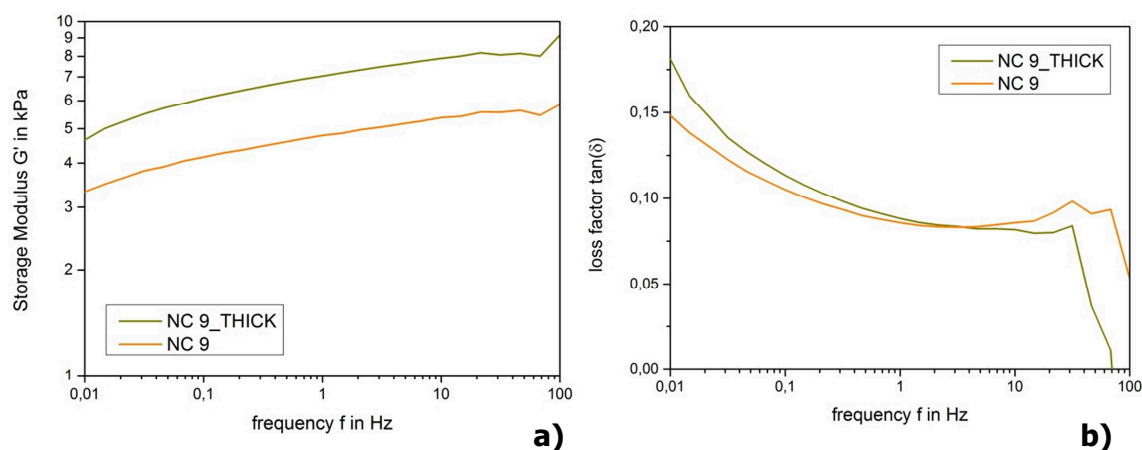 Storage Modulus G' in kPa
10
9
8
7
6
5
4
3
2
1
NC 9_THICK
NC 9
0,01
0,1
1
10
100
frequency f in Hz
a)
loss factor tan(δ)
0,20
0,15
0,10
0,05
0,00
NC 9_THICK
NC 9
0,01
0,1
1
10
100
frequency f in Hz
b)